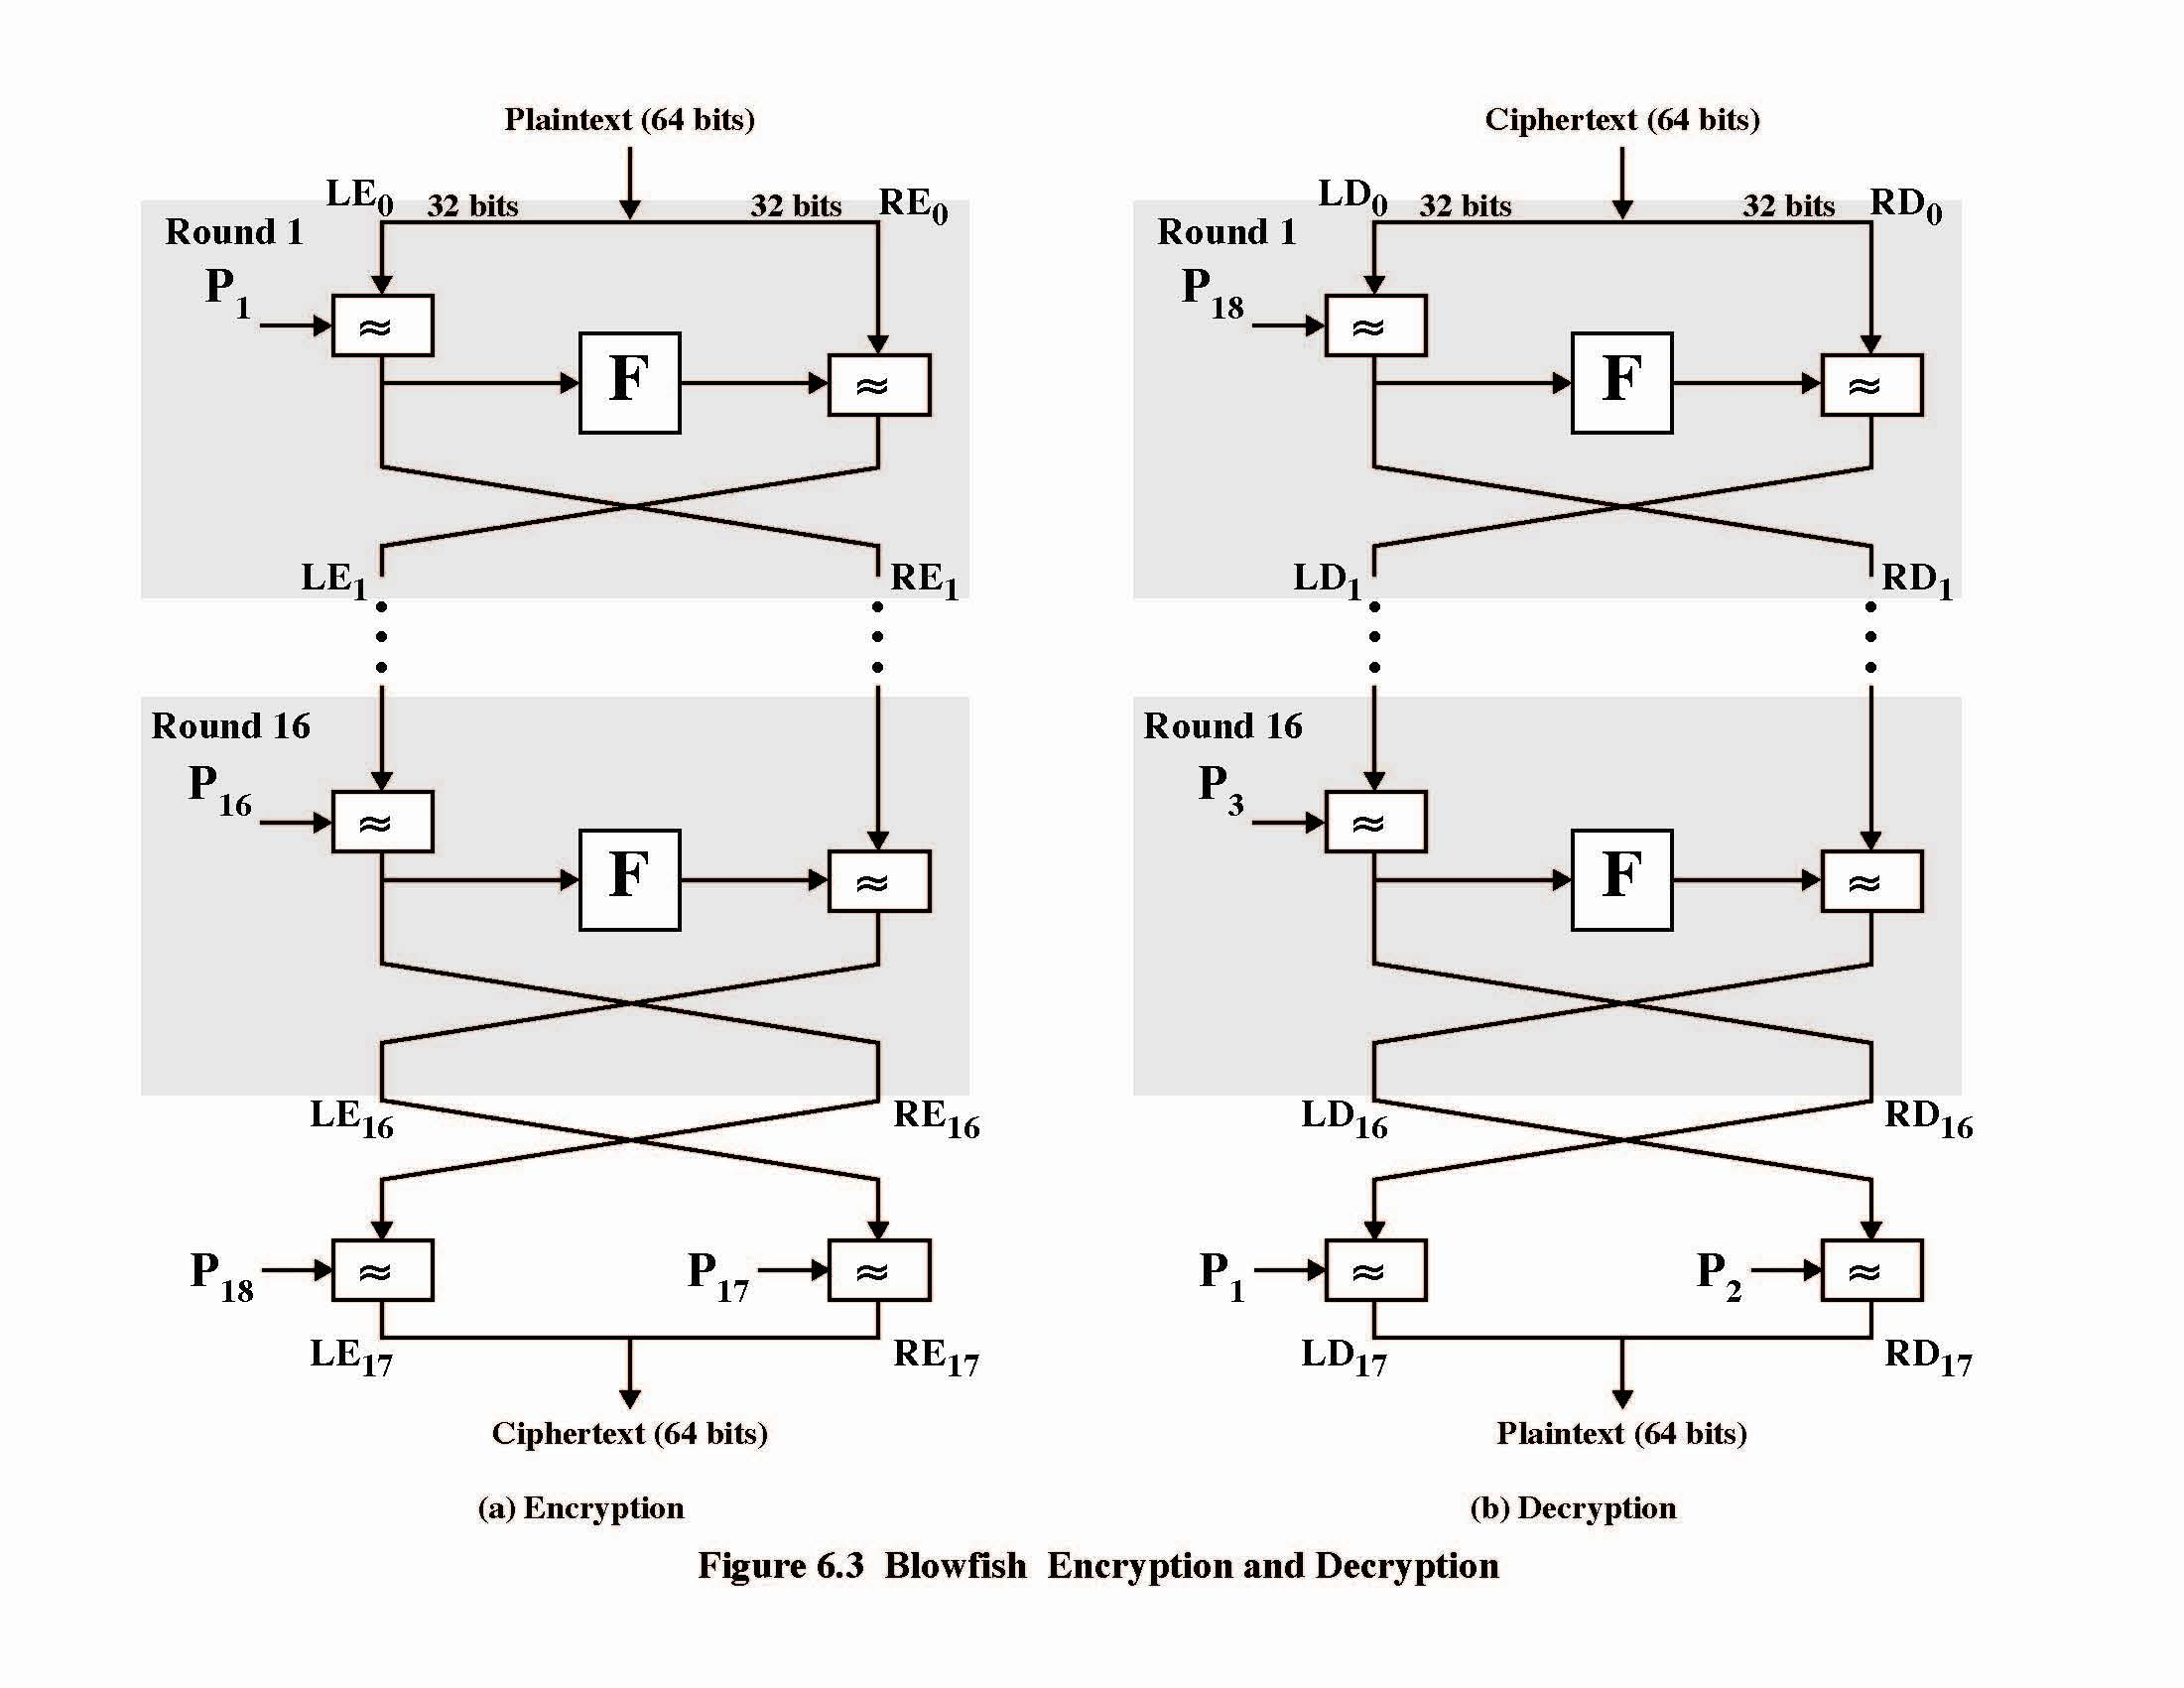 Plaintext (64 bits)
LE0 32 bits 32 bits RE0
Round 1
P1
≈
F
≈
LE1 RE1
Round 16
P16
≈
F
≈
LE16 RE16
P18
≈
P17
≈
LE17 RE17
Ciphertext (64 bits)
(a) Encryption
Ciphertext (64 bits)
LD0 32 bits 32 bits RD0
Round 1
P18
≈
F
≈
LD1 RD1
Round 16
P3
≈
F
≈
LD16 RD16
P1
≈
P2
≈
LD17 RD17
Plaintext (64 bits)
(b) Decryption
Figure 6.3 Blowfish Encryption and Decryption